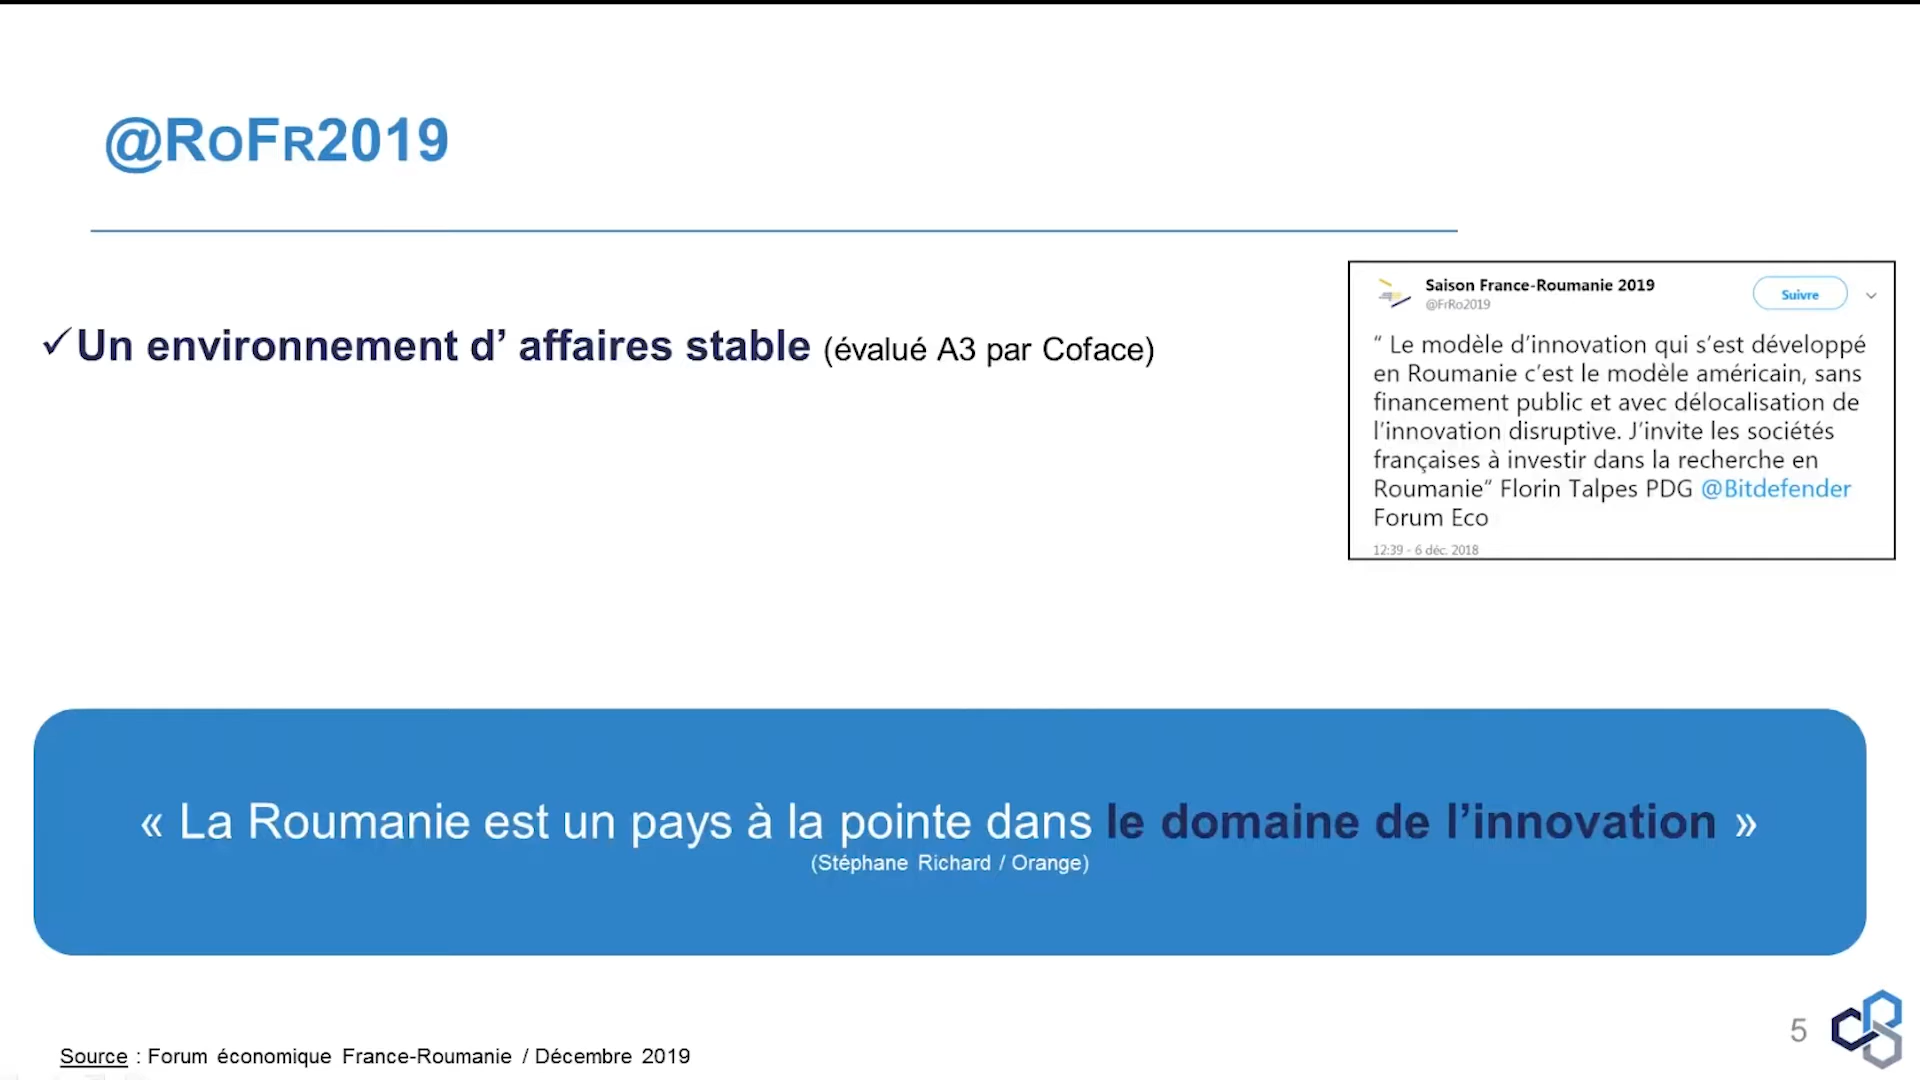 @RoFr2019
✓Un environnement d’ affaires stable (évalué A3 par Coface)
Saison France-Roumanie 2019
@FrRo2019
Suivre
“ Le modèle d’innovation qui s’est développé
en Roumanie c’est le modèle américain, sans
financement public et avec délocalisation de
l’innovation disruptive. J’invite les sociétés
françaises à investir dans la recherche en
Roumanie“ Florin Talpes PDG @Bitdefender
Forum Eco
12:39 - 6 déc. 2018
« La Roumanie est un pays à la pointe dans le domaine de l’innovation »
(Stéphane Richard / Orange)
5
Source : Forum économique France-Roumanie / Décembre 2019